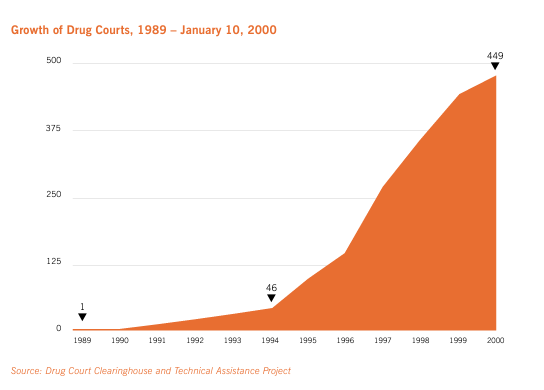 Growth of Drug Courts, 1989 – January 10, 2000
449
500
375
250
125
46
1
0
1989 1990 1991 1992 1993 1994 1995 1996 1997 1998 1999 2000
Source: Drug Court Clearinghouse and Technical Assistance Project